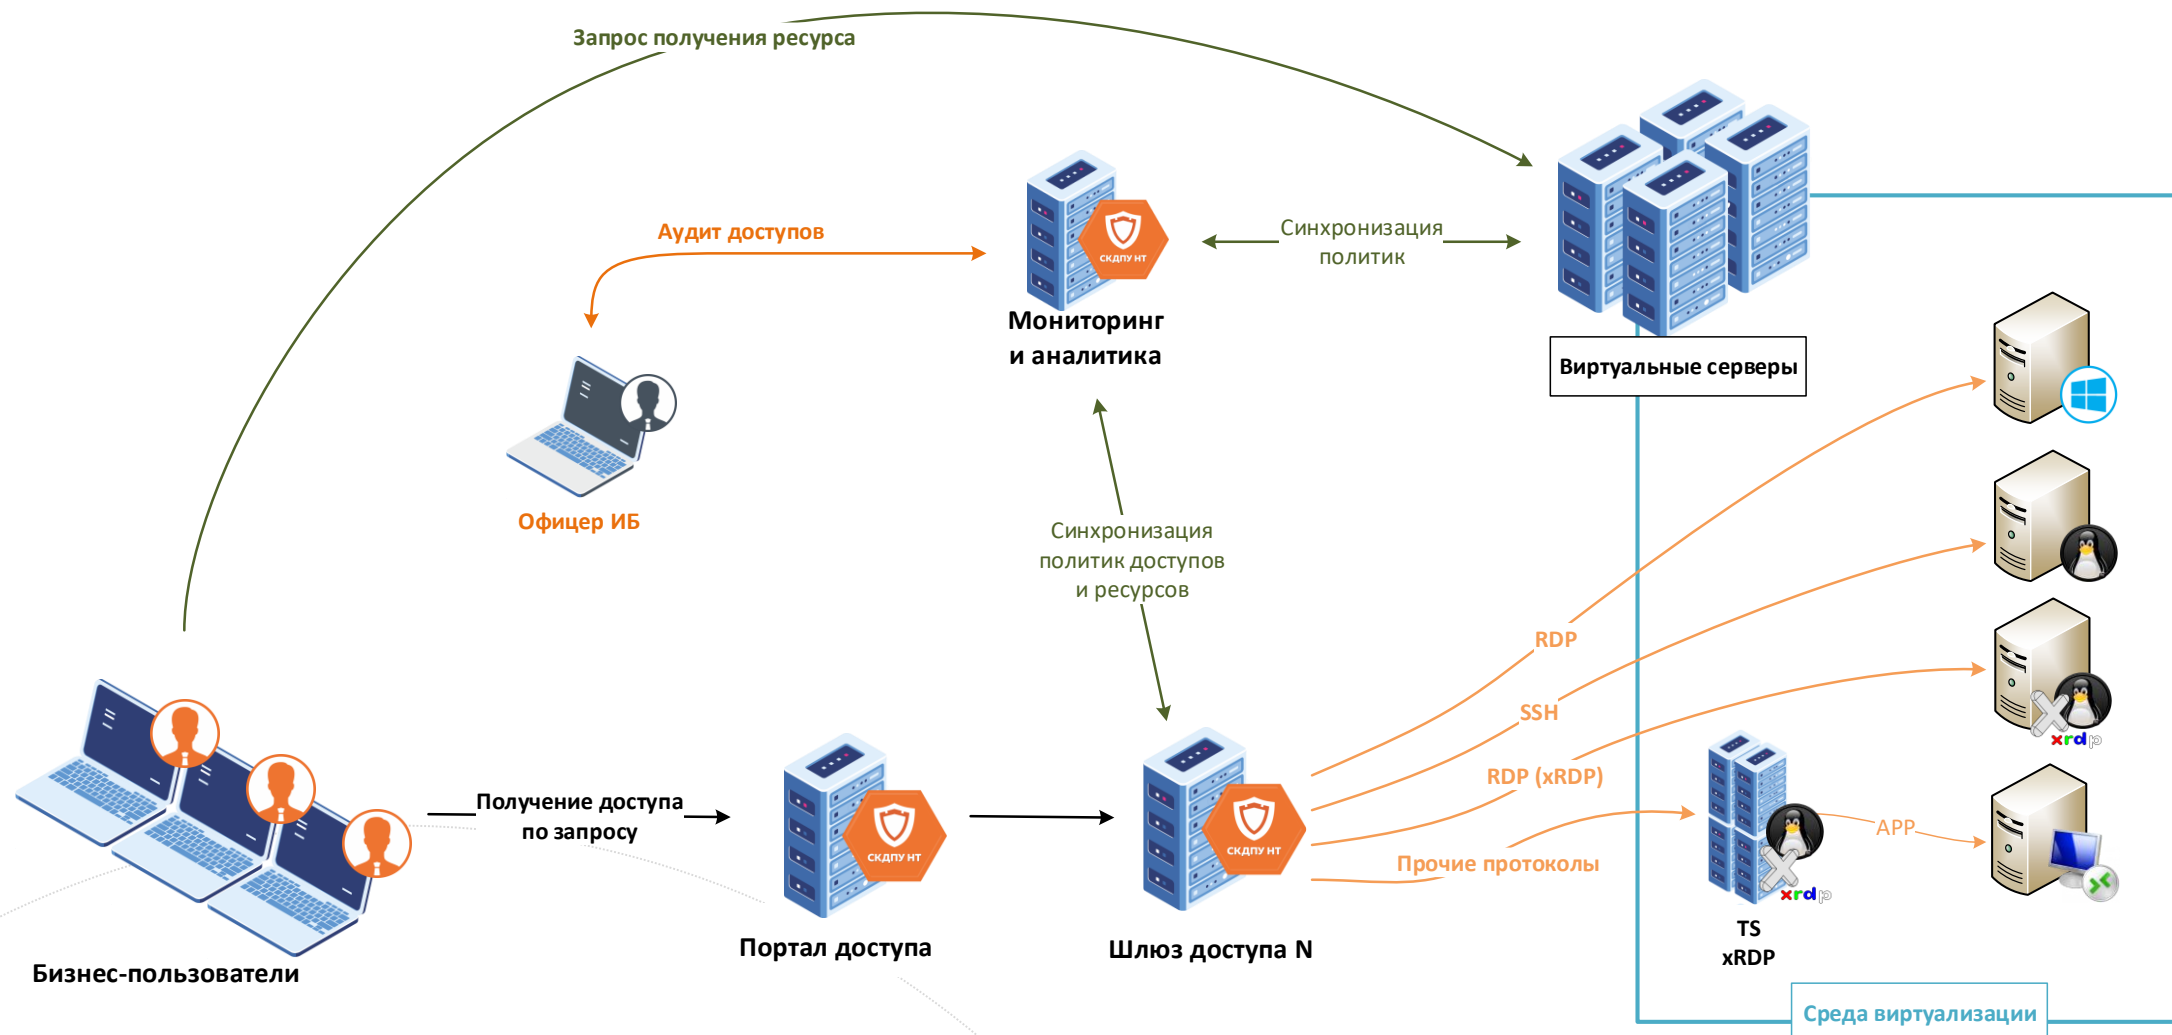 Запрос получения ресурса
Аудит доступов
СКДПУ НТ
Мониторинг
и аналитика
Синхронизация
политик
Виртуальные серверы
Офицер ИБ
Синхронизация
политик доступов
и ресурсов
RDP
SSH
RDP (xRDP)
Прочие протоколы
xrdp
APP
xrdp
TS
xRDP
Получение доступа
по запросу
СКДПУ НТ
СКДПУ НТ
Портал доступа
Шлюз доступа N
Бизнес-пользователи
Среда виртуализации